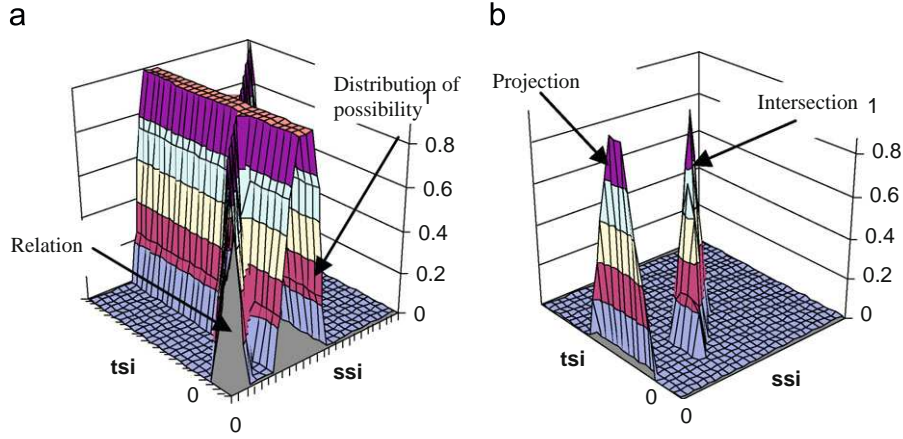 a
Distribution of
possibility
1
0.8
0.6
0.4
0.2
0
Relation
tsi
ssi
0
0
b
Projection
Intersection
1
0.8
0.6
0.4
0.2
0
tsi
ssi
0
0